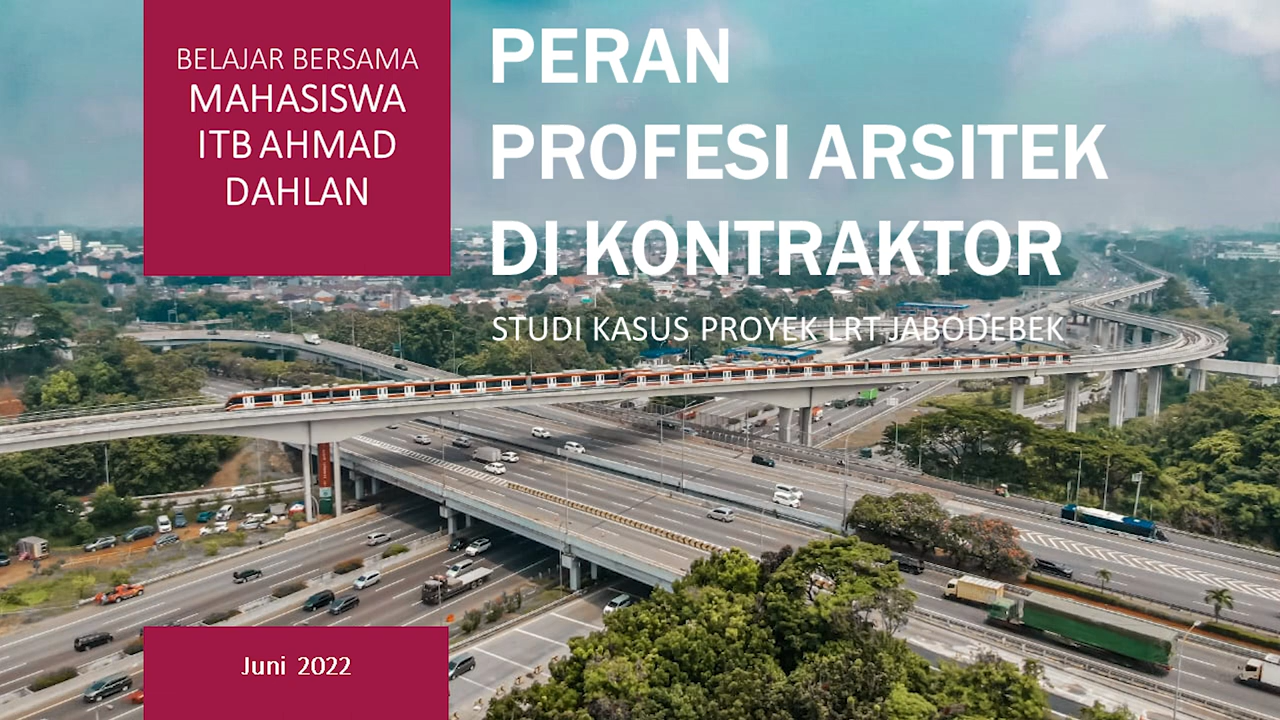 BELAJAR BERSAMA
MAHASISWA
ITB AHMAD
DAHLAN
PERAN
PROFESI ARSITEK
DI KONTRAKTOR
STUDI KASUS PROYEK LRT JABODEBEK
Juni 2022